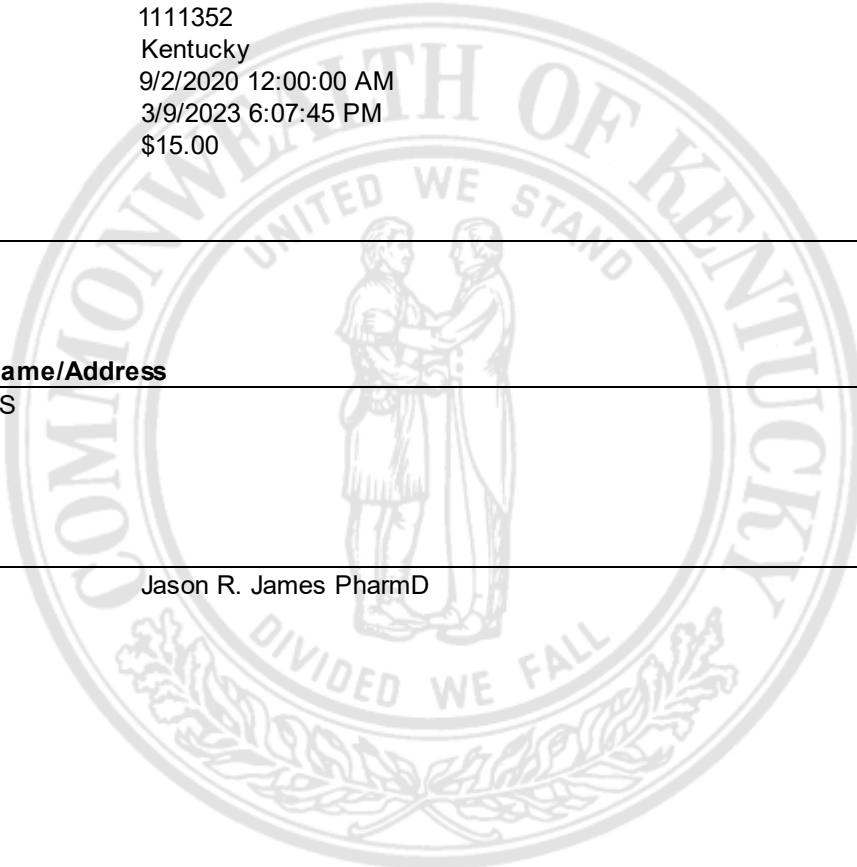 1111352
Kentucky
9/2/2020 12:00:00 AM
3/9/2023 6:07:45 PM
$15.00
COMMONWEALTH OF KENTUCKY
UNITED WE STAND
ame/Address
S
Jason R. James PharmD
DIVIDED WE FALL